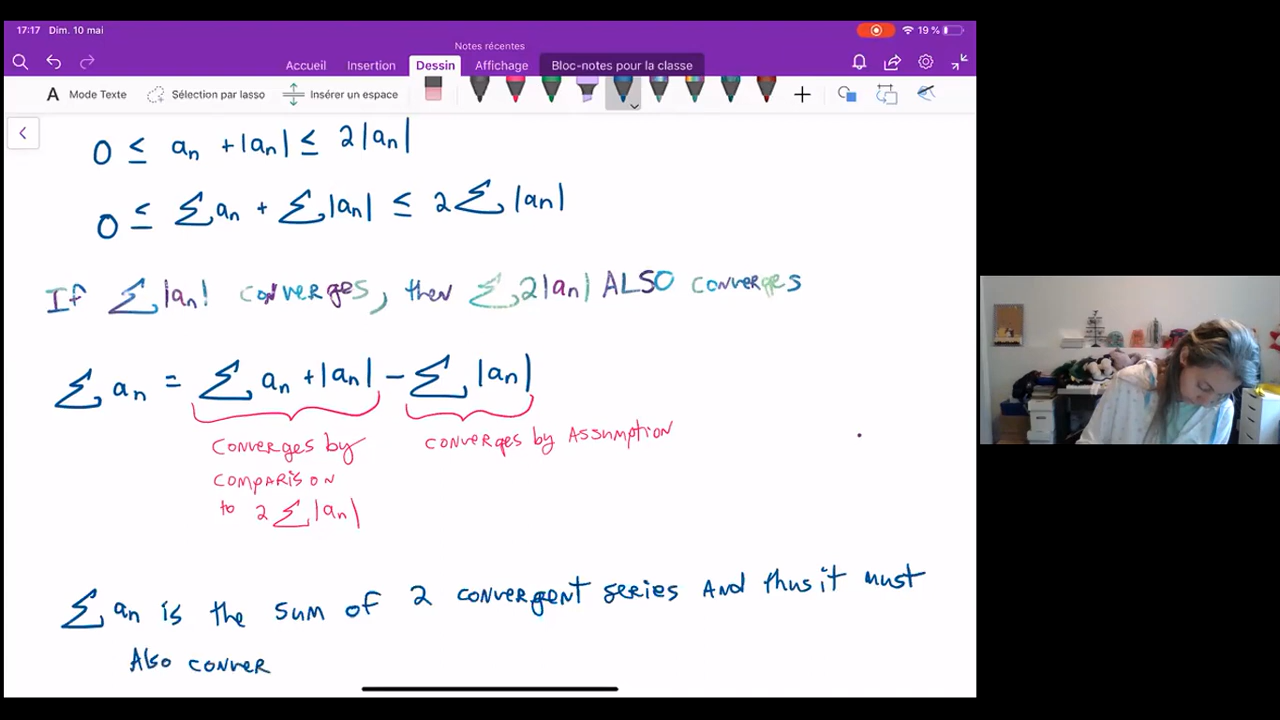 17:17 Dim. 10 mai
19 %
Notes récentes
Accueil Insertion Dessin Affichage Bloc-notes pour la classe
A Mode Texte Sélection par lasso Insérer un espace
0 ≤ an + |an| ≤ 2|an|
0 ≤ Σ an + Σ |an| ≤ 2 Σ |an|
If Σ |an| converges, then Σ 2|an| ALSO converges
Σ an = Σ an + |an| - Σ |an|
Converges by
comparison
to 2 Σ |an|
converges by Assumption
Σ an is the sum of 2 convergent series And thus it must
Also conver